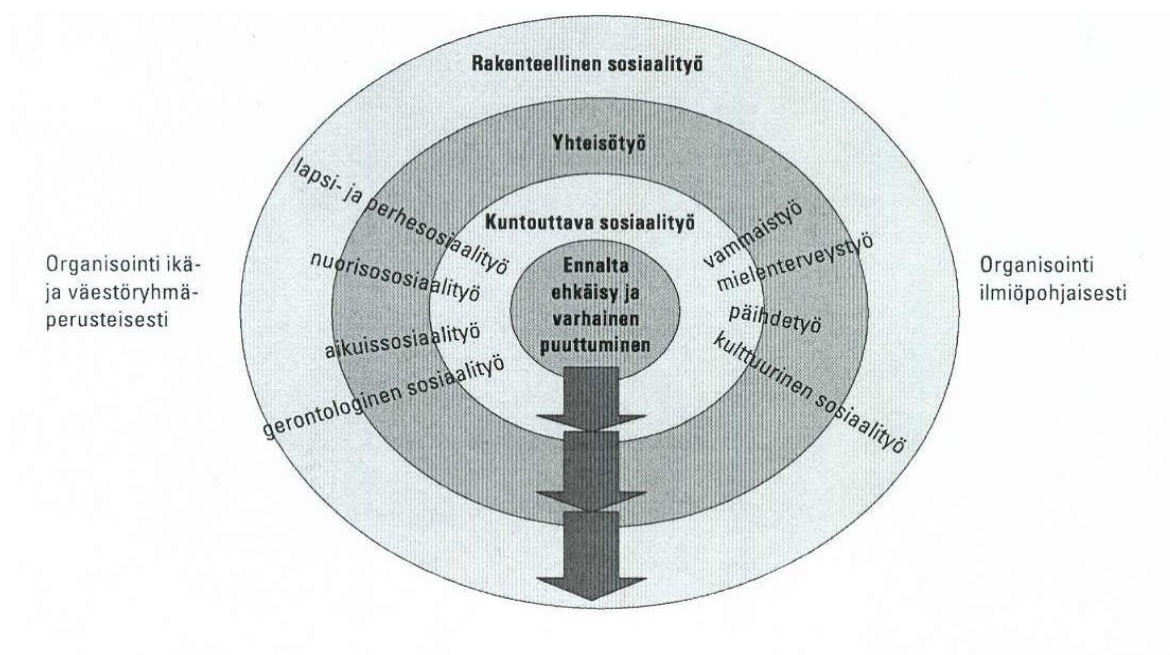 Rakenteellinen sosiaalityö
Yhteisötyö
Kuntouttava sosiaalityö
Ennalta
ehkäisy ja
varhainen
puuttuminen
Organisointi ikä-
ja väestöryhmä-
perusteisesti
lapsi- ja perhesosiaalityö
nuorisososiaalityö
aikuissosiaalityö
gerontologinen sosiaalityö
vammaistyö
mielenterveystyö
päihdetyö
kulttuurinen sosiaalityö
Organisointi
ilmiöpohjaisesti